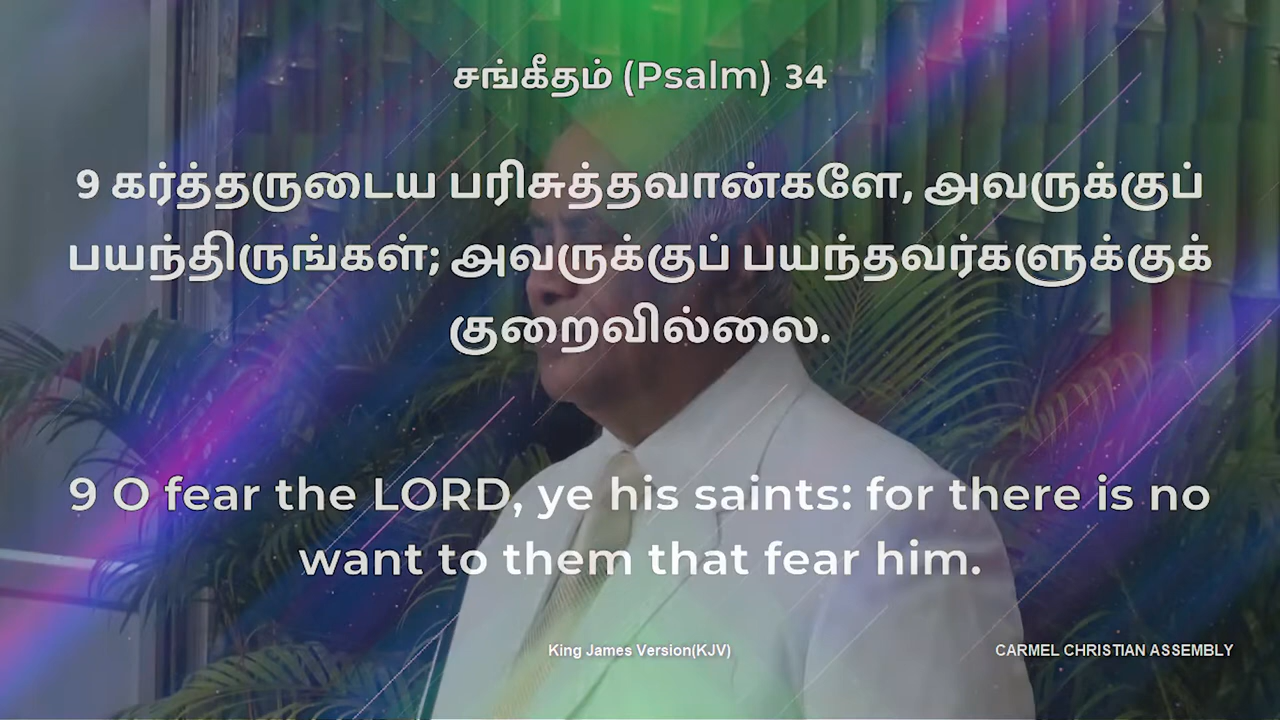 சங்கீதம் (Psalm) 34
9 கர்த்தருடைய பரிசுத்தவான்களே, அவருக்குப்
பயந்திருங்கள்; அவருக்குப் பயந்தவர்களுக்குக்
குறைவில்லை.
9 O fear the LORD, ye his saints: for there is no
want to them that fear him.
King James Version(KJV)
CARMEL CHRISTIAN ASSEMBLY